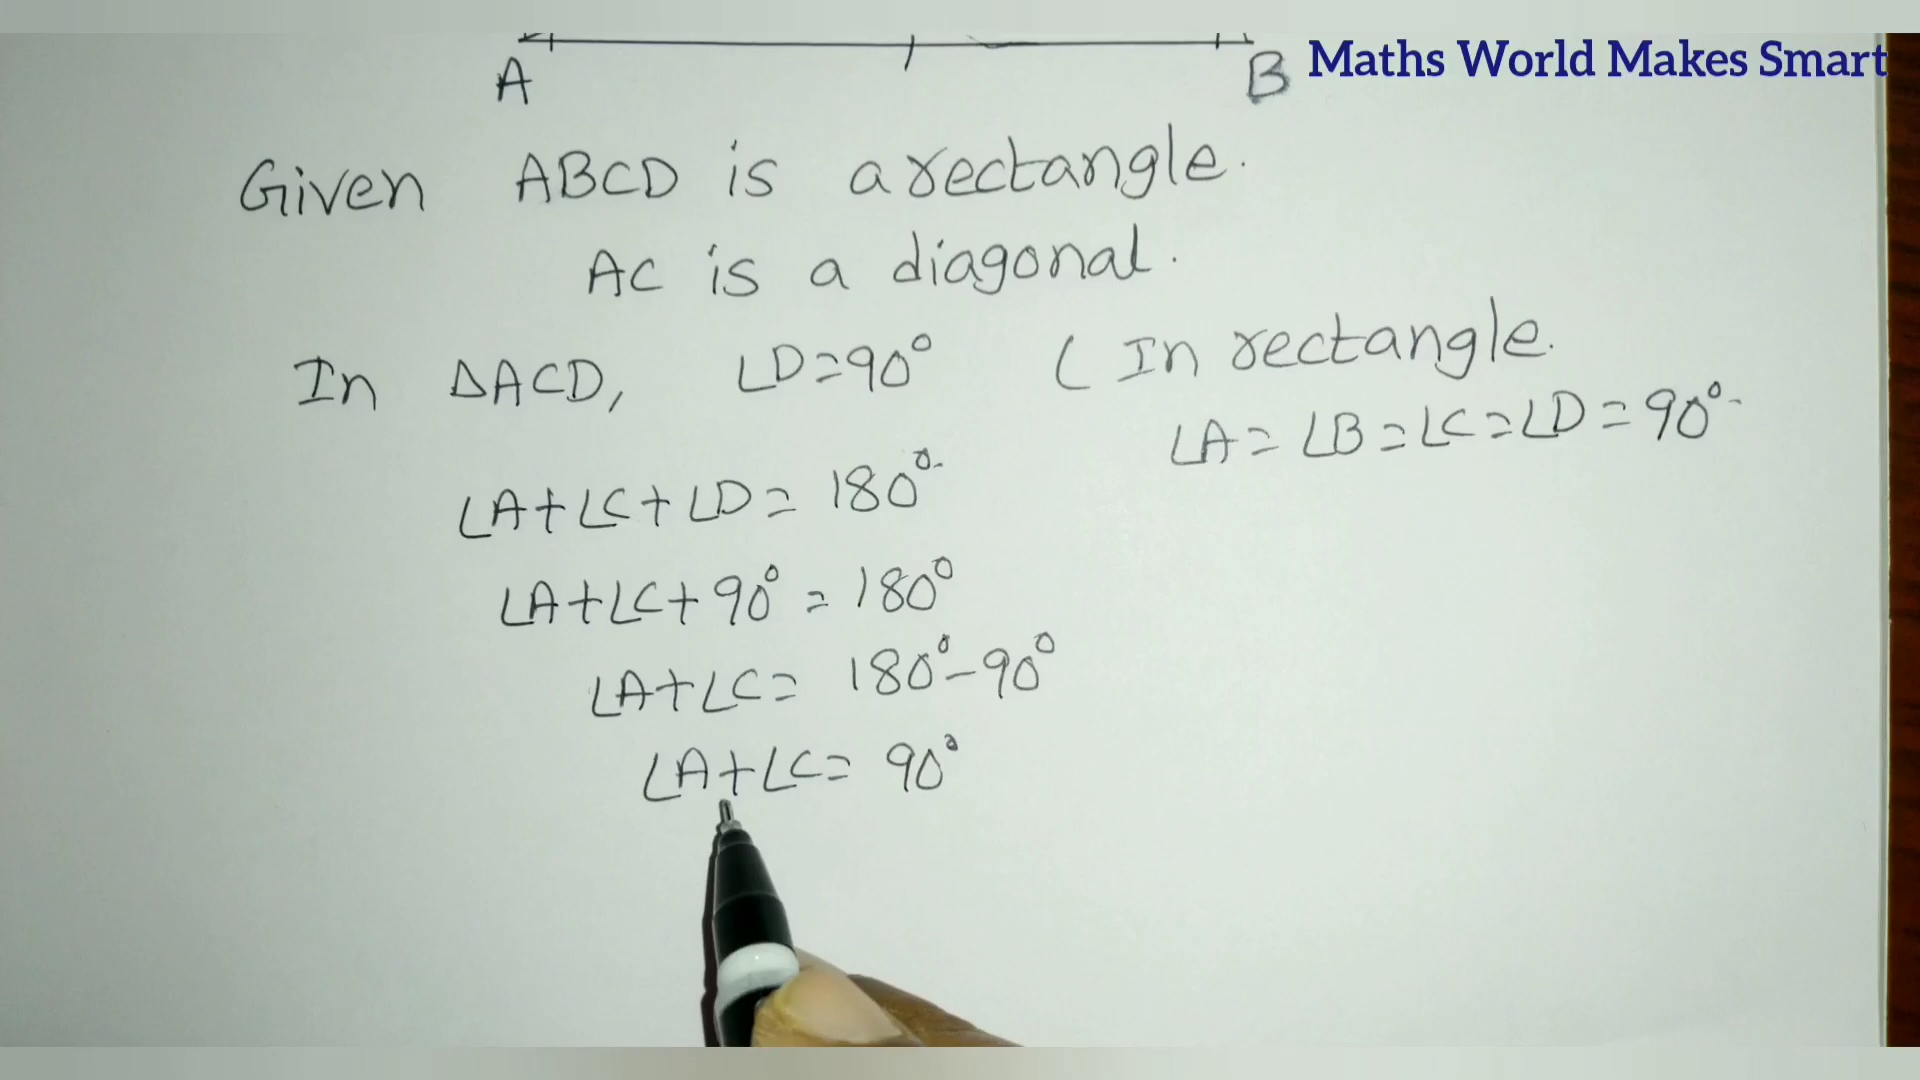 A B Maths World Makes Smart
Given ABCD is a rectangle.
AC is a diagonal.
In ΔACD, ∠D=90° ( In rectangle.
∠A= ∠B=∠C=∠D=90°
∠A+∠C+∠D= 180°
∠A+∠C+90°=180°
∠A+∠C= 180°-90°
∠A+∠C= 90°